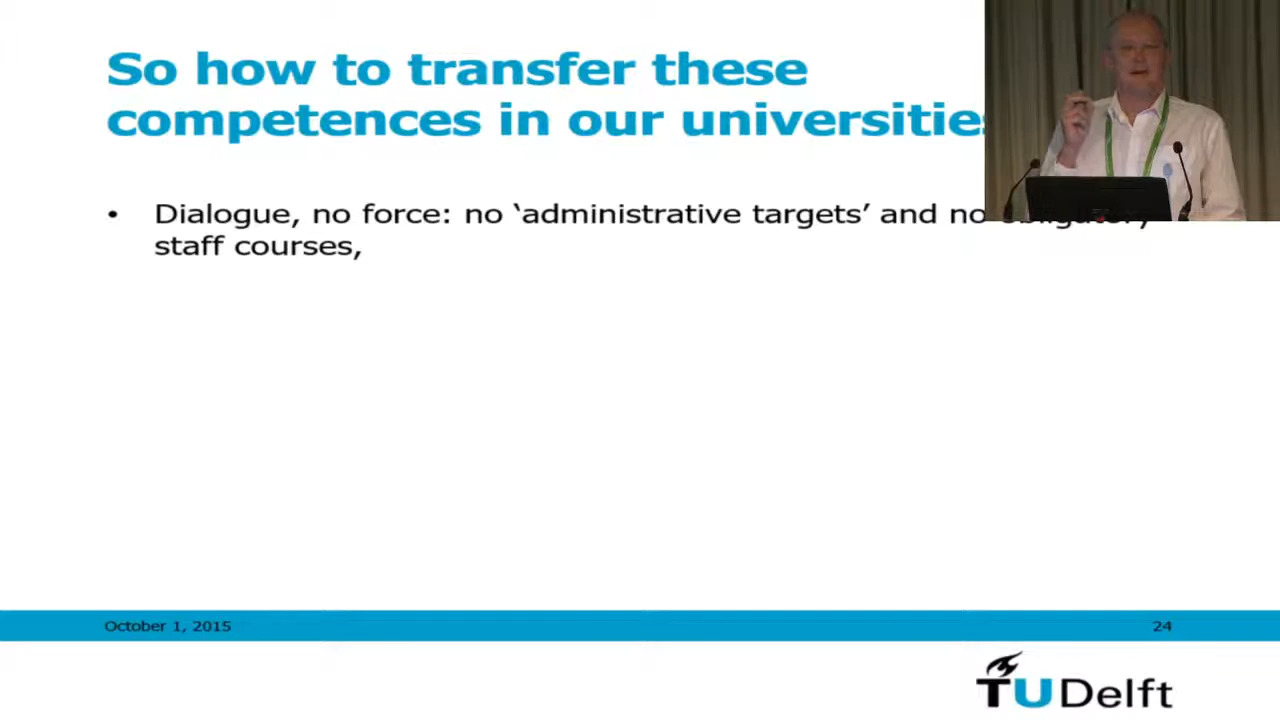 So how to transfer these
competences in our universities
• Dialogue, no force: no ‘administrative targets’ and no obligatory
staff courses,
October 1, 2015
24
TUDelft